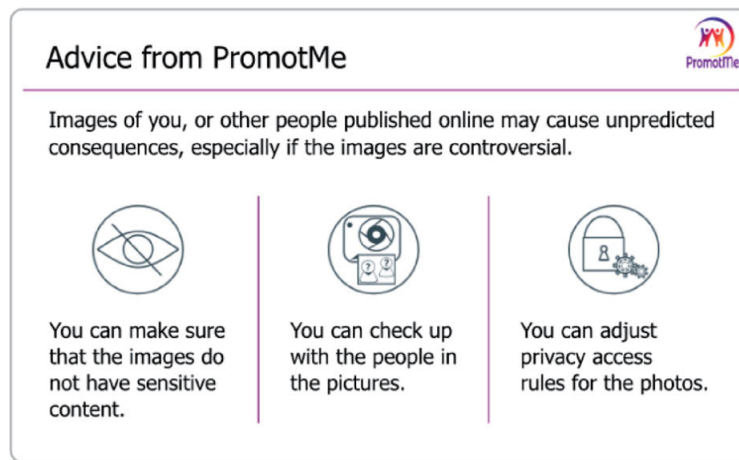 Advice from PromotMe
PromotMe
Images of you, or other people published online may cause unpredicted
consequences, especially if the images are controversial.
? ?
You can make sure
that the images do
not have sensitive
content.
You can check up
with the people in
the pictures.
You can adjust
privacy access
rules for the photos.